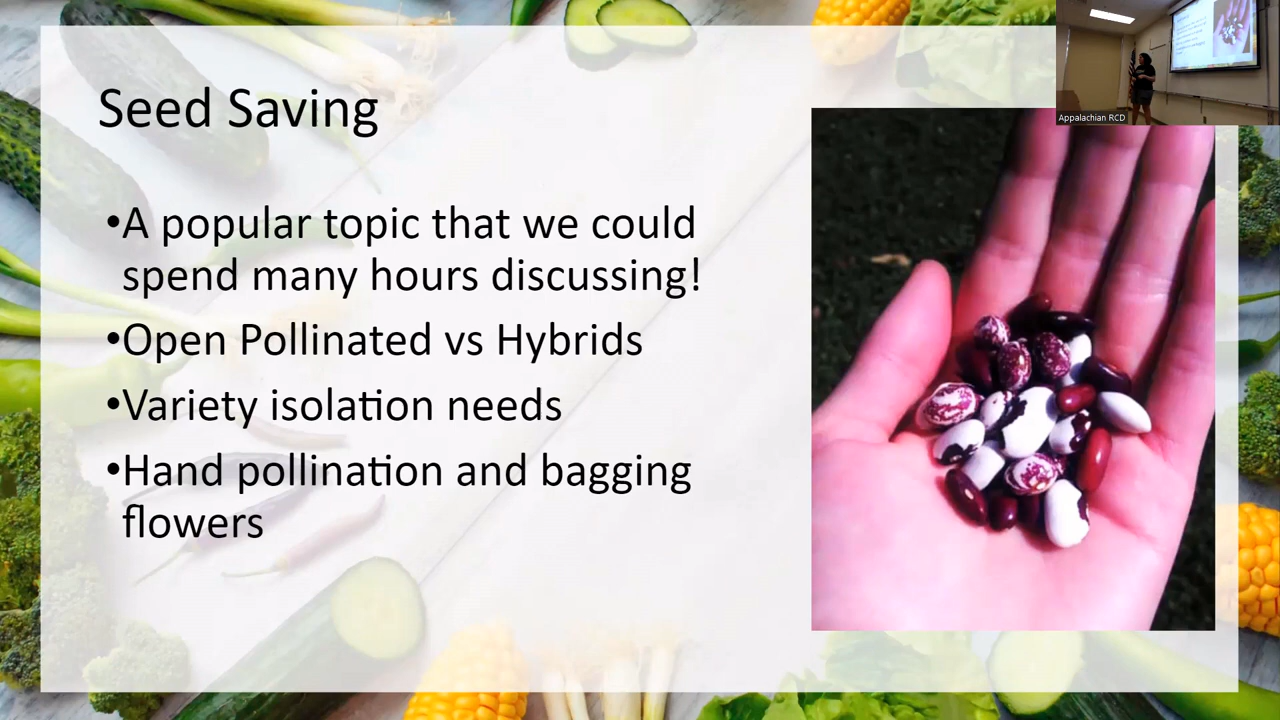 Seed Saving
•A popular topic that we could
spend many hours discussing!
•Open Pollinated vs Hybrids
•Variety isolation needs
•Hand pollination and bagging
flowers
Appalachian RCD